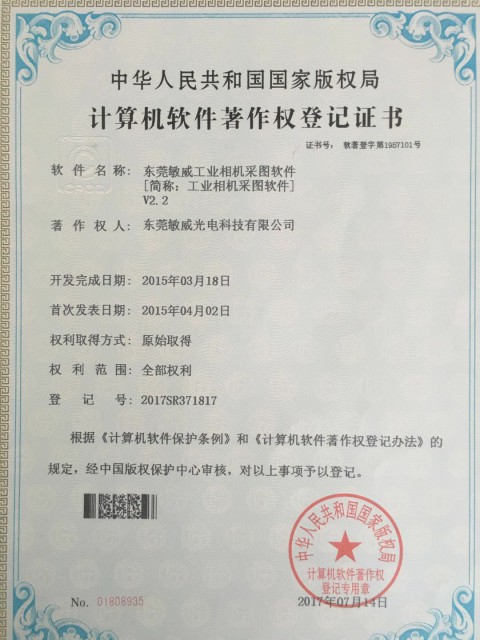 中华人民共和国国家版权局
计算机软件著作权登记证书
证书号： 软著登字第1957101号
软件名称： 东莞敏威工业相机采图软件
[简称：工业相机采图软件]
V2.2
著作权人： 东莞敏威光电科技有限公司
开发完成日期： 2015年03月18日
首次发表日期： 2015年04月02日
权利取得方式： 原始取得
权利范围： 全部权利
登记号： 2017SR371817
根据《计算机软件保护条例》和《计算机软件著作权登记办法》的
规定，经中国版权保护中心审核，对以上事项予以登记。
中华人民共和国国家版权局
计算机软件著作权
登记专用章
No. 01808935
2017年07月14日